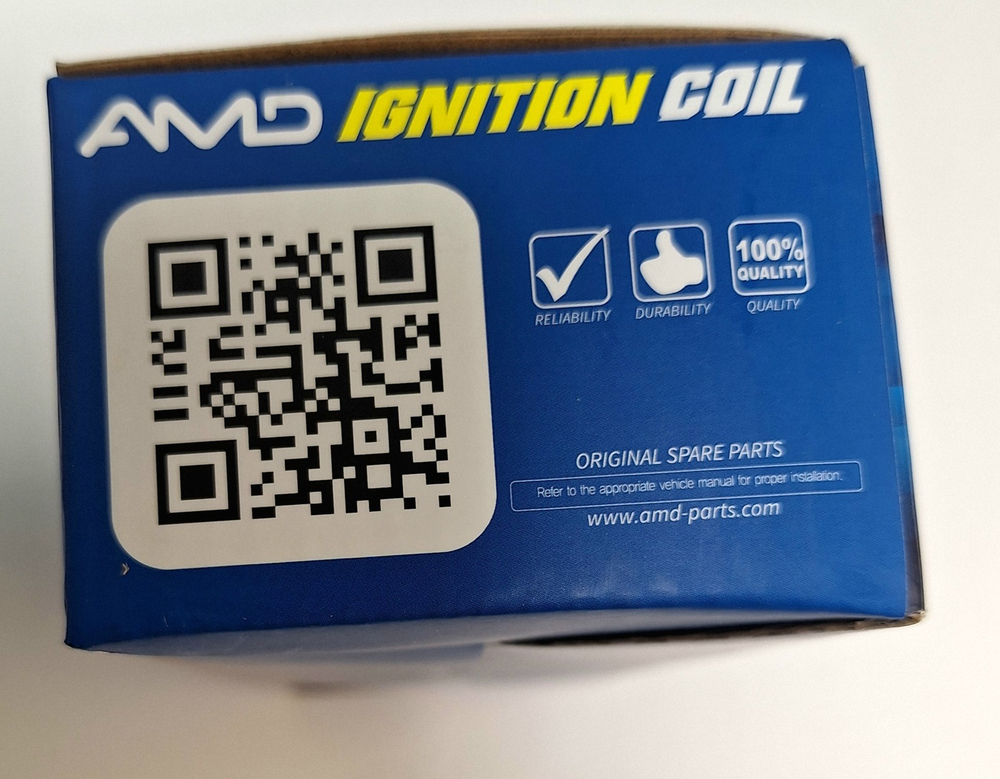 AMD IGNITION COIL
100%
QUALITY
RELIABILITY DURABILITY QUALITY
ORIGINAL SPARE PARTS
Refer to the appropriate vehicle manual for proper installation.
www.amd-parts.com